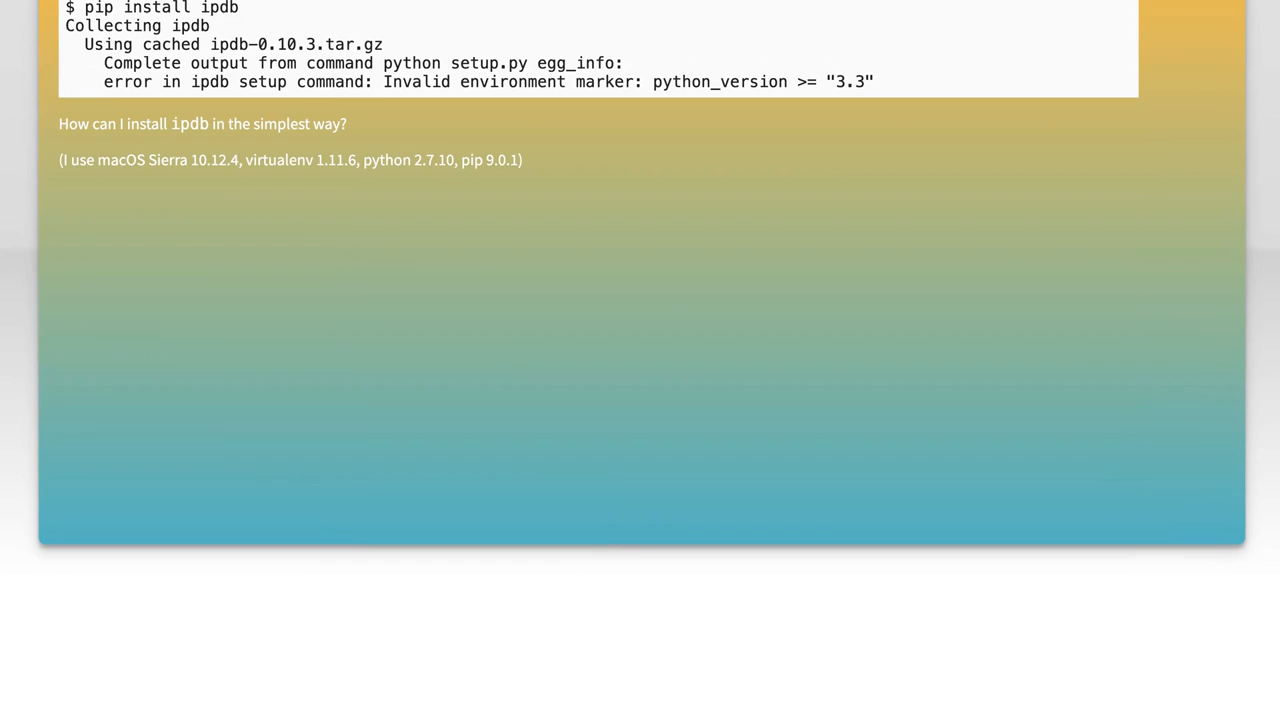 $ pip install ipdb
Collecting ipdb
Using cached ipdb-0.10.3.tar.gz
Complete output from command python setup.py egg_info:
error in ipdb setup command: Invalid environment marker: python_version >= "3.3"
How can I install ipdb in the simplest way?
(I use macOS Sierra 10.12.4, virtualenv 1.11.6, python 2.7.10, pip 9.0.1)